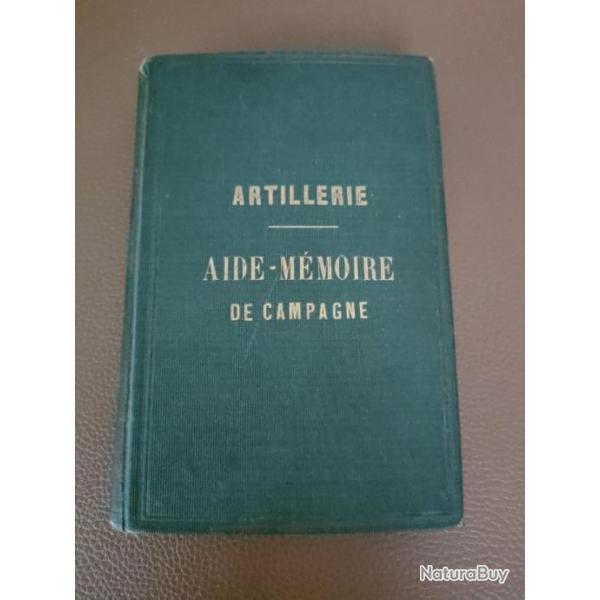 ARTILLERIE
AIDE-MÉMOIRE
DE CAMPAGNE
NaturaBuy